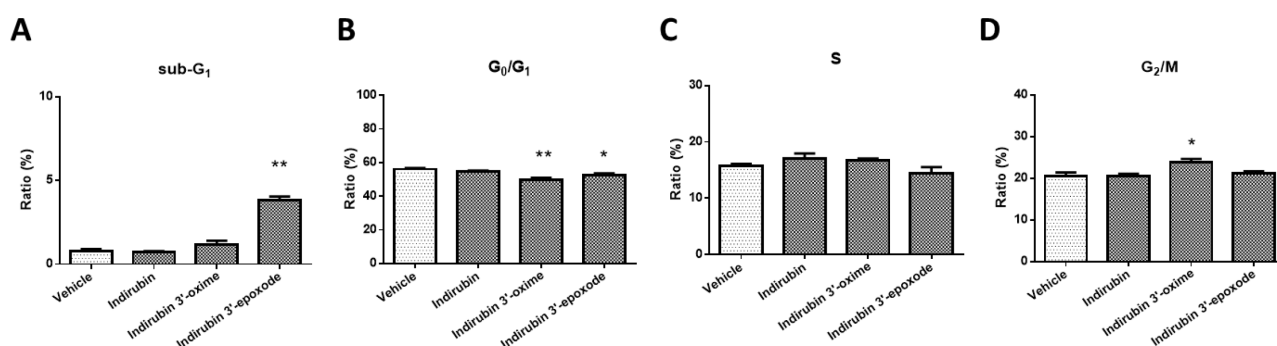 A
sub-G₁
Ratio (%)
10
5
0
Vehicle
Indirubin
Indirubin 3'-oxime
Indirubin 3'-epoxode
**
B
G₀/G₁
Ratio (%)
100
80
60
40
20
0
Vehicle
Indirubin
Indirubin 3'-oxime
Indirubin 3'-epoxode
**
*
C
S
Ratio (%)
30
20
10
0
Vehicle
Indirubin
Indirubin 3'-oxime
Indirubin 3'-epoxode
D
G₂/M
Ratio (%)
40
30
20
10
0
Vehicle
Indirubin
Indirubin 3'-oxime
Indirubin 3'-epoxode
*